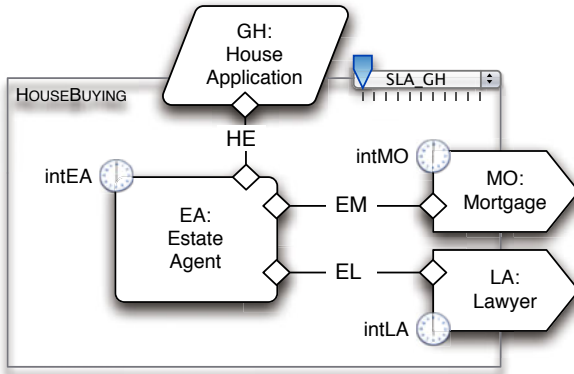 GH:
House
Application
SLA_GH
HOUSEBUYING
HE
intEA
intMO
EA:
Estate
Agent
EM
MO:
Mortgage
EL
LA:
Lawyer
intLA